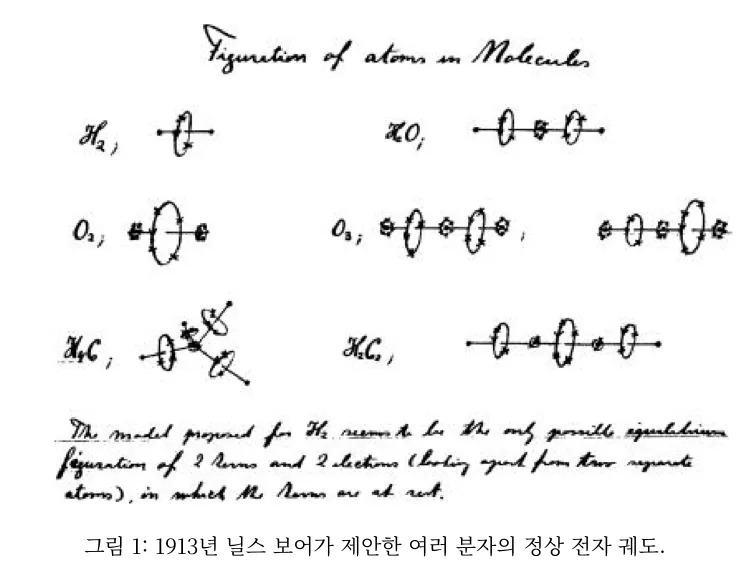 Figuration of atoms in Molecules
H₂,
HO,
O₂,
O₃,
,
H₄C,
H₂C₂,
The model proposed for H₂ seems to be the only possible equilibrium
figuration of 2 kerns and 2 electrons (looking apart from two separate
atoms), in which the kerns are at rest.
그림 1: 1913년 닐스 보어가 제안한 여러 분자의 정상 전자 궤도.